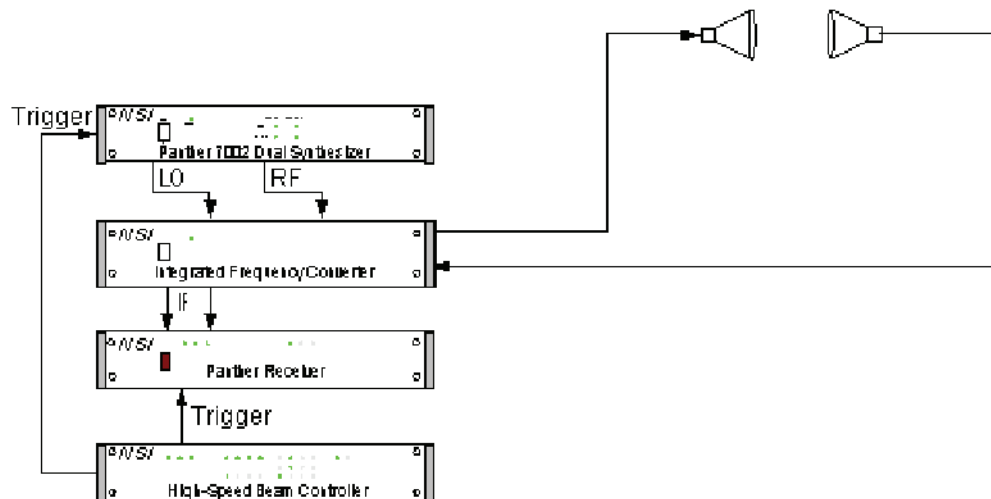 Trigger
NSI
Panther 7002 Dual Synthesizer
LO
RF
NSI
Integrated Frequency Converter
IF
NSI
Panther Receiver
Trigger
NSI
High-Speed Beam Controller